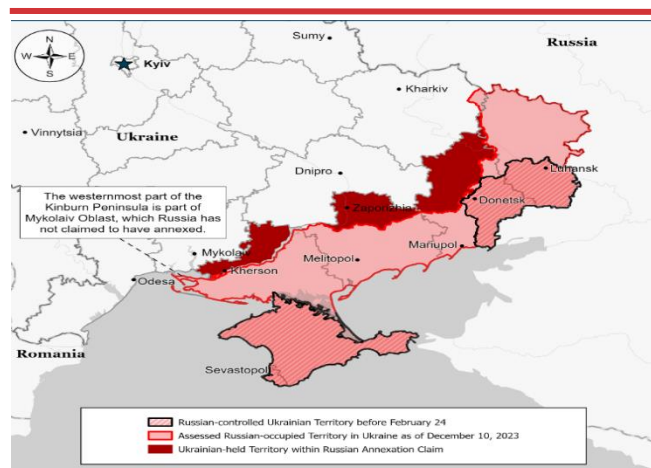 Sumy
Russia
N
W E
S
Kyiv
Kharkiv
Vinnytsia
Ukraine
Dnipro
Luhansk
The westernmost part of the
Kinburn Peninsula is part of
Mykolaiv Oblast, which Russia has
not claimed to have annexed.
Donetsk
Zaporizhia
Mykolaiv
Mariupol
Melitopol
Kherson
Odesa
Romania
Sevastopol
Russian-controlled Ukrainian Territory before February 24
Assessed Russian-occupied Territory in Ukraine as of December 10, 2023
Ukrainian-held Territory within Russian Annexation Claim